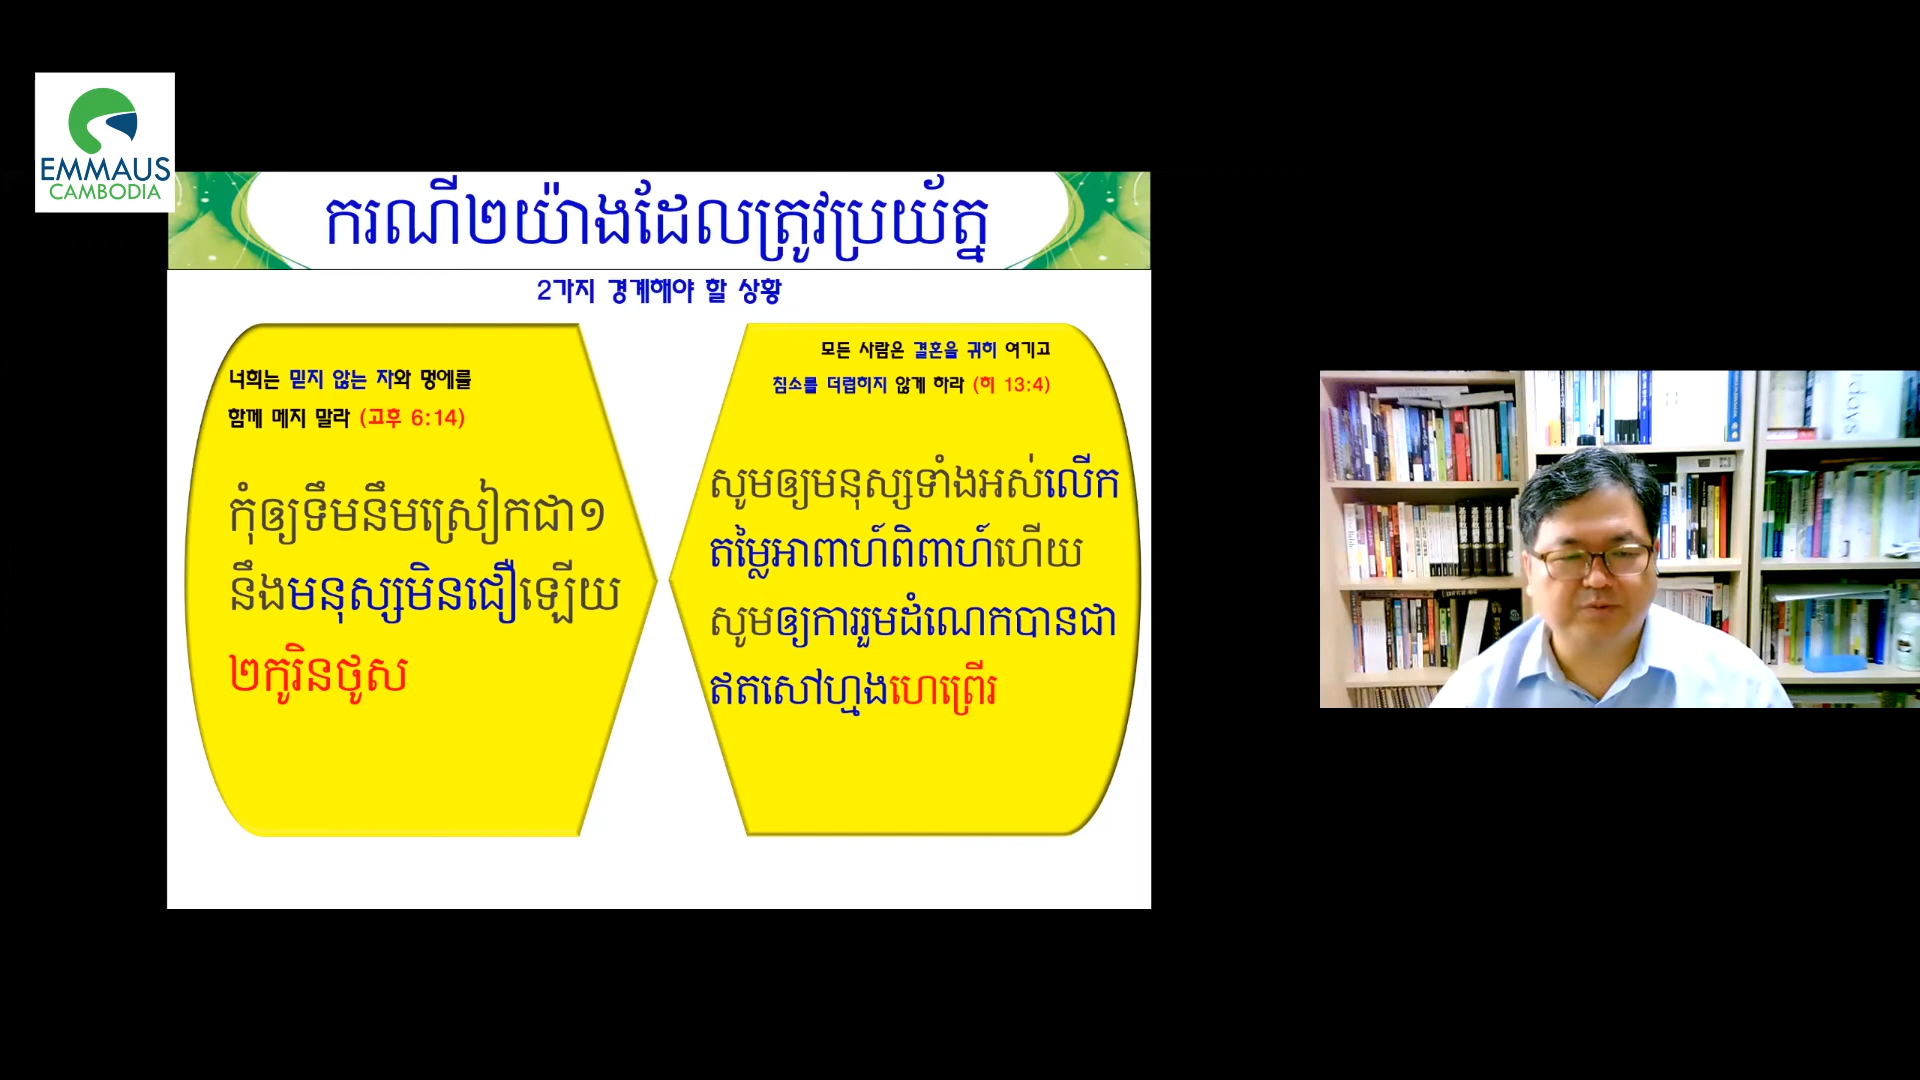 EMMAUS
CAMBODIA
ករណី២យ៉ាងដែលត្រូវប្រយ័ត្ន
2가지 경계해야 할 상황
너희는 믿지 않는 자와 멍에를
함께 메지 말라 (고후 6:14)
កុំឲ្យទឹមនឹមស្រៀកជា១
នឹងមនុស្សមិនជឿឡើយ
២កូរិនថូស
모든 사람은 결혼을 귀히 여기고
침소를 더럽히지 않게 하라 (히 13:4)
សូមឲ្យមនុស្សទាំងអស់លើក
តម្លៃអាពាហ៍ពិពាហ៍ហើយ
សូមឲ្យការរួមដំណេកបានជា
ឥតសៅហ្មងហេព្រើរ